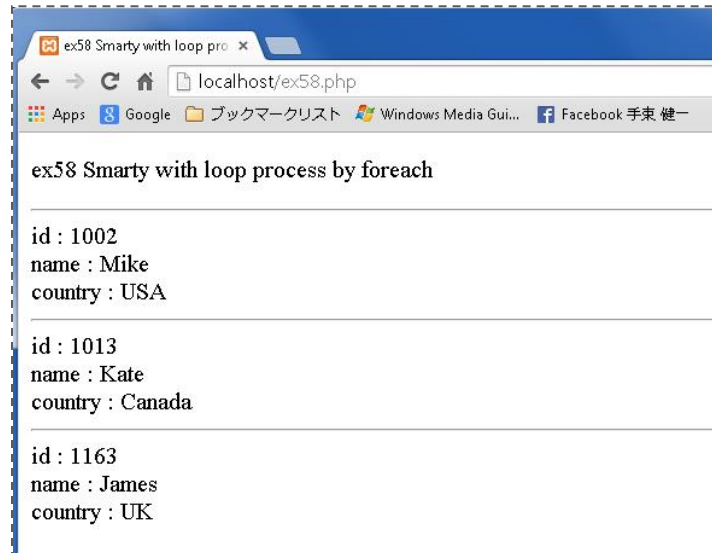 ex58 Smarty with loop pro
localhost/ex58.php
Apps Google ブックマークリスト Windows Media Gui... Facebook 手束 健一
ex58 Smarty with loop process by foreach
id : 1002
name : Mike
country : USA
id : 1013
name : Kate
country : Canada
id : 1163
name : James
country : UK